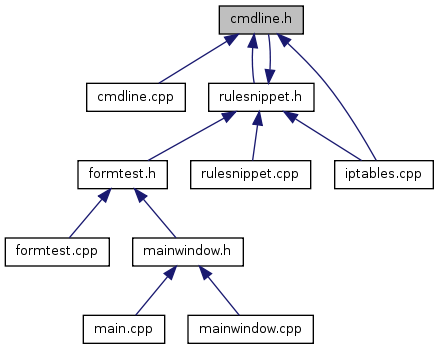 cmdline.h
cmdline.cpp
rulesnippet.h
formtest.h
rulesnippet.cpp
iptables.cpp
formtest.cpp
mainwindow.h
main.cpp
mainwindow.cpp